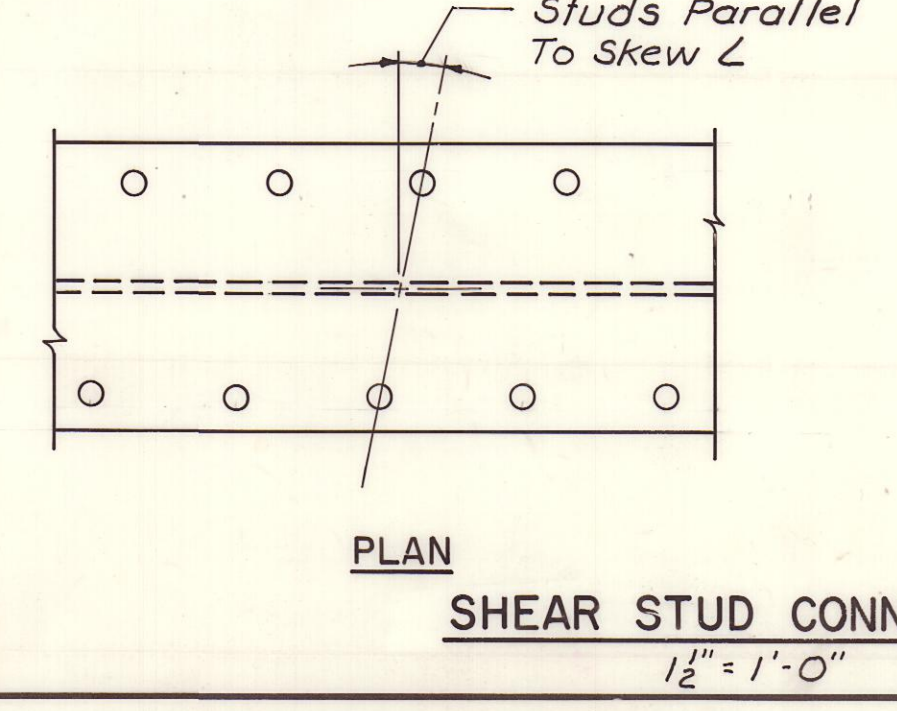 Studs Parallel
To Skew ∠
PLAN
SHEAR STUD CONN
1½" = 1'-0"